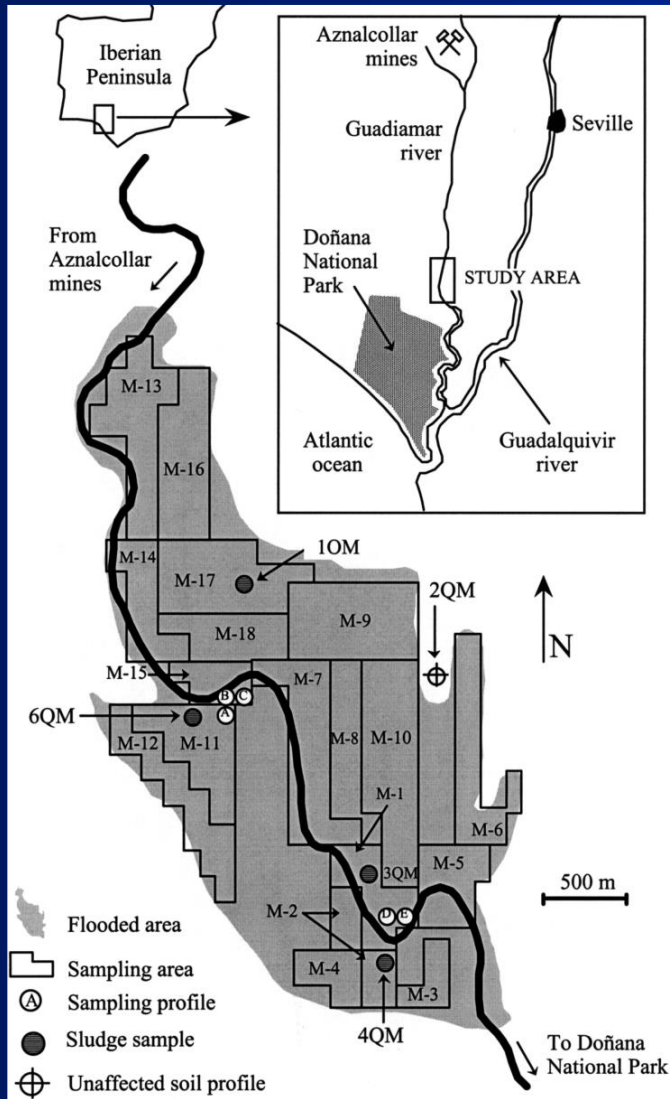 Iberian
Peninsula
Aznalcollar
mines
Guadiamar
river
Seville
Doñana
National
Park
STUDY AREA
Atlantic
ocean
Guadalquivir
river
From
Aznalcollar
mines
M-13
M-16
M-14
1OM
M-17
M-9
2QM
N
M-18
M-15
M-7
B
C
6QM
A
M-12
M-11
M-8
M-10
M-1
M-6
3QM
M-5
500 m
M-2
D
E
Flooded area
Sampling area
M-4
M-3
A
Sampling profile
Sludge sample
4QM
To Doñana
National Park
Unaffected soil profile